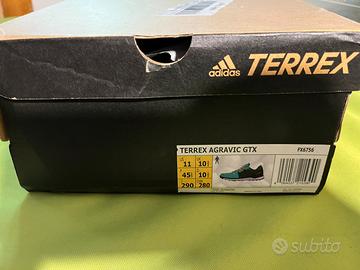 adidas TERREX
TERREX AGRAVIC GTX
FX6756
11 10½
45⅓ 10½
290 280
subito